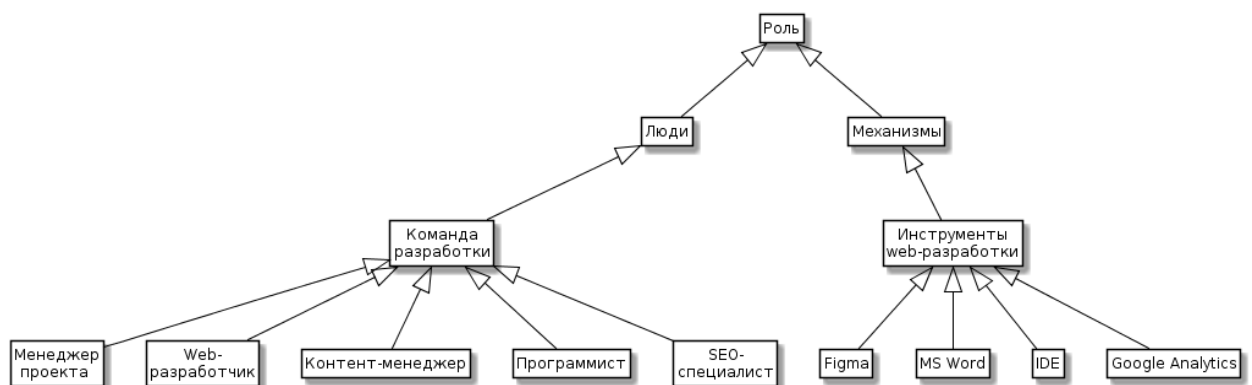 Роль
Люди
Механизмы
Команда
разработки
Инструменты
web-разработки
Менеджер
проекта
Web-
разработчик
Контент-менеджер
Программист
SEO-
специалист
Figma
MS Word
IDE
Google Analytics